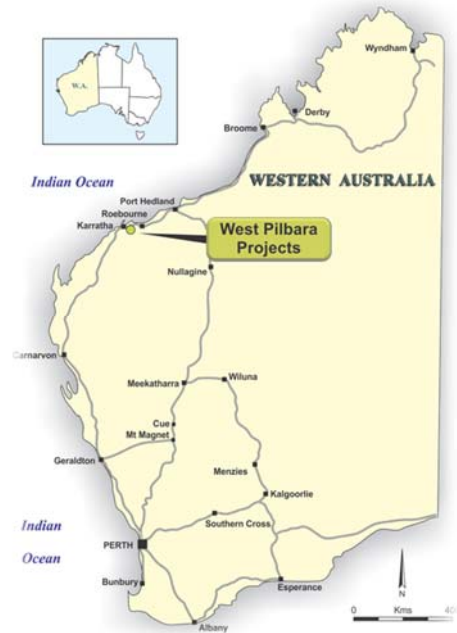 Wyndham
W.A.
Derby
Broome
Indian Ocean
WESTERN AUSTRALIA
Port Hedland
Roebourne
Karratha
West Pilbara
Projects
Nullagine
Carnarvon
Wiluna
Meekatharra
Cue
Mt Magnet
Geraldton
Menzies
Kalgoorlie
Southern Cross
Indian
Ocean
PERTH
Bunbury
Esperance
N
0 Kms
Albany